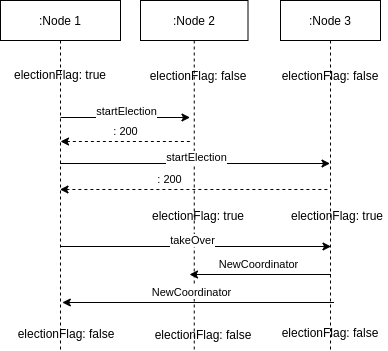 :Node 1
:Node 2
:Node 3
electionFlag: true
electionFlag: false
electionFlag: false
startElection
: 200
startElection
: 200
electionFlag: true
electionFlag: true
takeOver
NewCoordinator
NewCoordinator
electionFlag: false
electionFlag: false
electionFlag: false